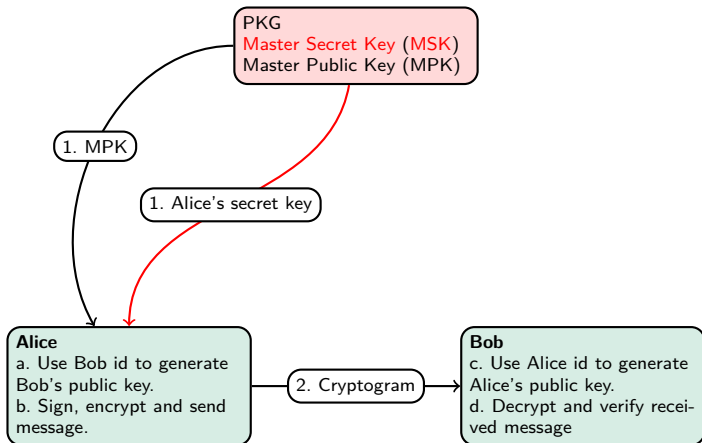 PKG
Master Secret Key (MSK)
Master Public Key (MPK)
1. MPK
1. Alice's secret key
Alice
a. Use Bob id to generate
Bob's public key.
b. Sign, encrypt and send
message.
2. Cryptogram
Bob
c. Use Alice id to generate
Alice's public key.
d. Decrypt and verify recei-
ved message